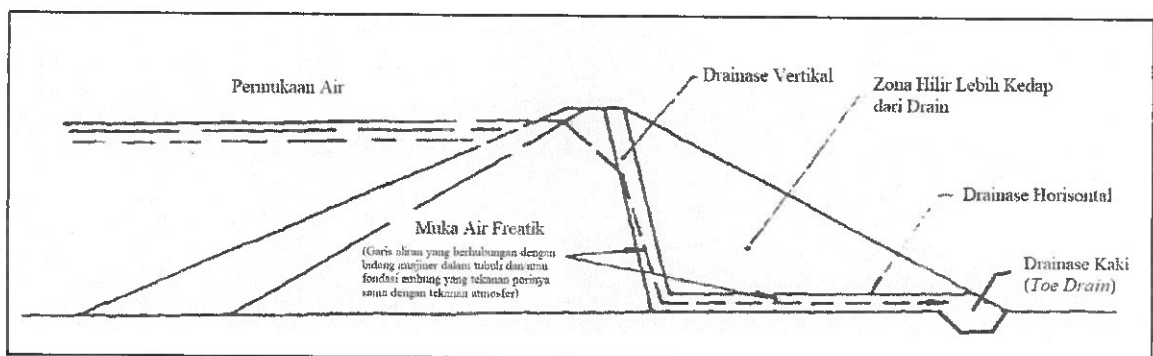 Permukaan Air
Drainase Vertikal
Zona Hilir Lebih Kedap
dari Drain
Muka Air Freatik
(Garis aliran yang berhubungan dengan
bidang imajiner dalam tubuh dan/atau
fondasi embung yang tekanan porinya
sama dengan tekanan atmosfer)
Drainase Horisontal
Drainase Kaki
(Toe Drain)